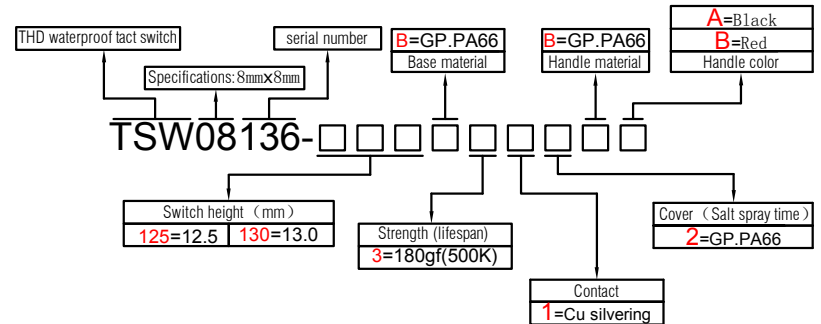 A=Black
THD waterproof tact switch
serial number
B=GP.PA66
B=GP.PA66
B=Red
Base material
Handle material
Handle color
Specifications:8mmx8mm
TSW08136-□□□□□□□□□
Switch height （mm）
125=12.5
130=13.0
Strength (lifespan)
3=180gf(500K)
Cover （Salt spray time）
2=GP.PA66
Contact
1=Cu silvering